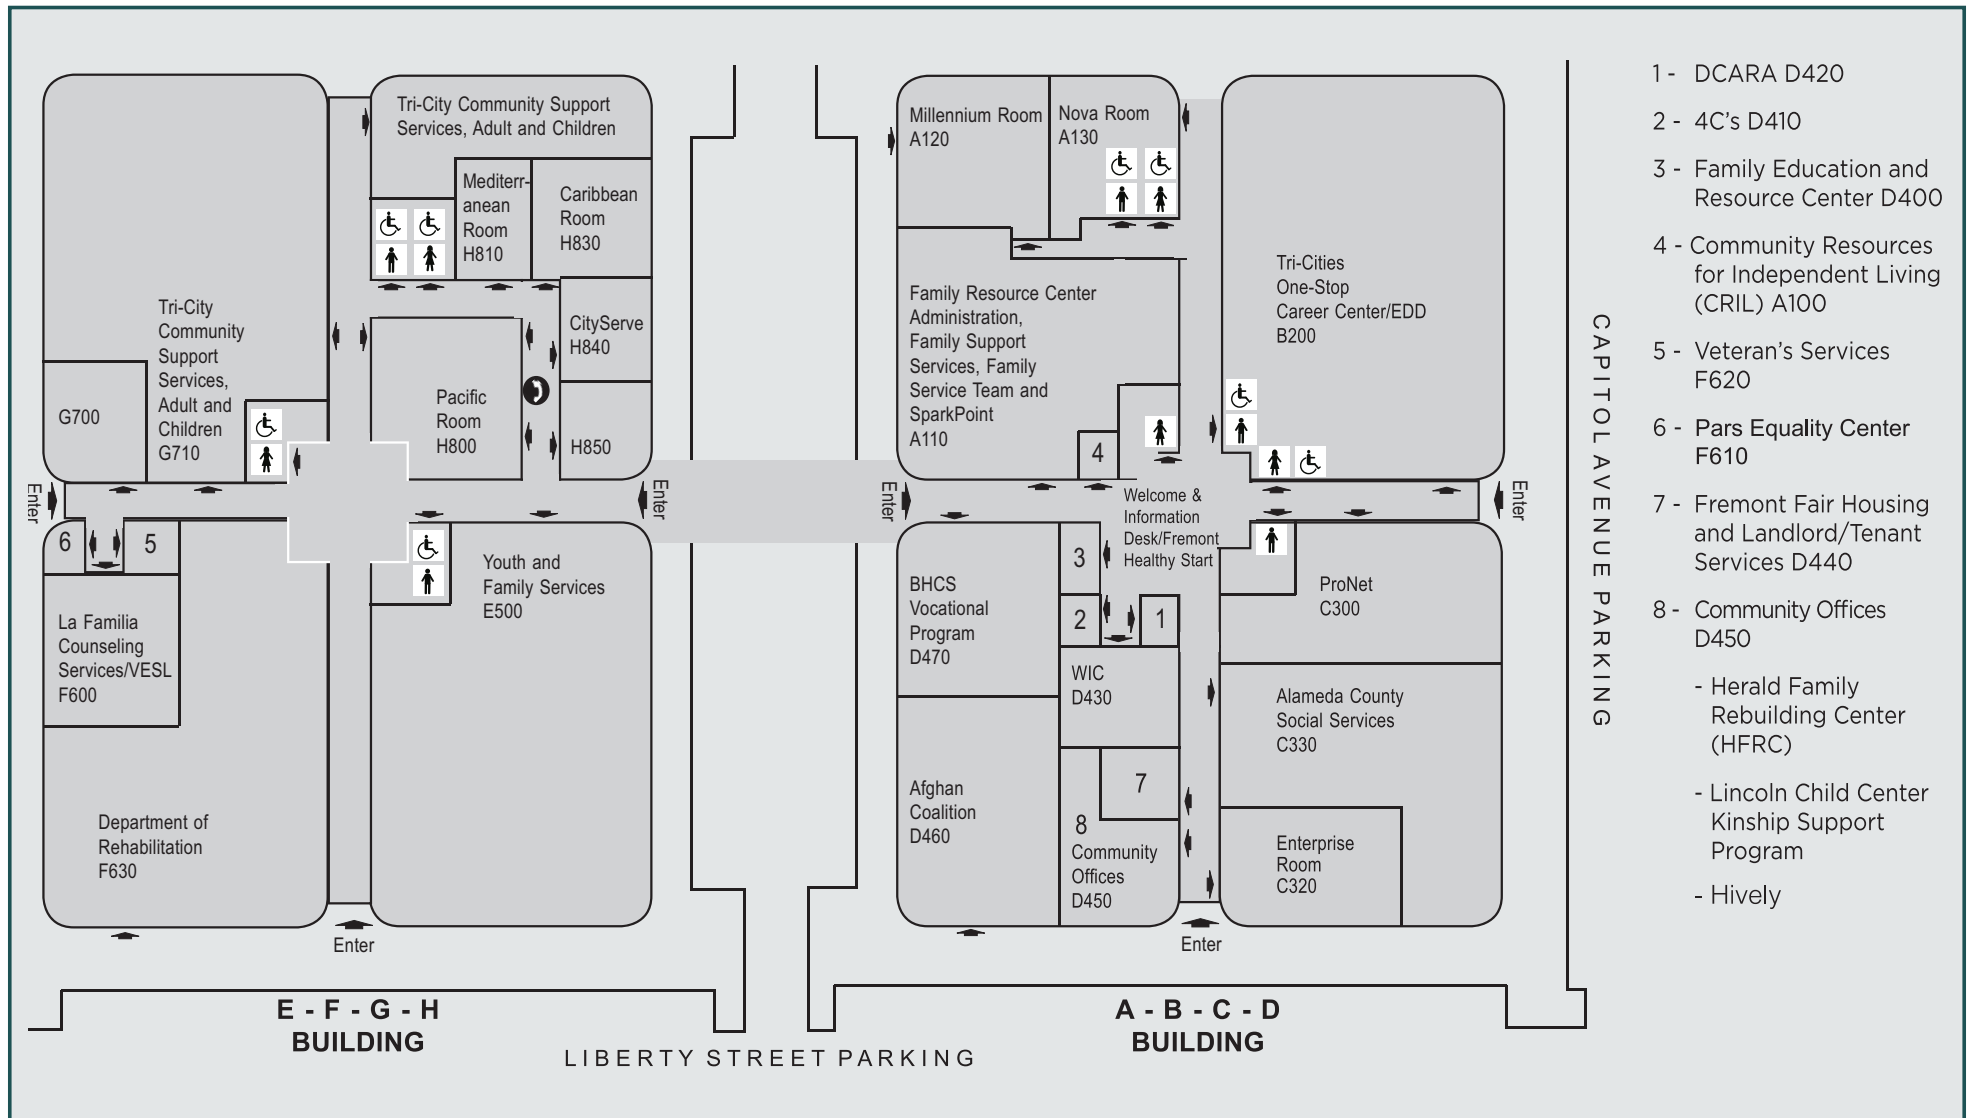 Tri-City Community Support
Services, Adult and Children
Mediterr-
anean
Room
H810
Caribbean
Room
H830
Tri-City
Community
Support
Services,
Adult and
Children
G710
G700
CityServe
H840
Pacific
Room
H800
H850
Enter
Enter
6
5
Youth and
Family Services
E500
La Familia
Counseling
Services/VESL
F600
Department of
Rehabilitation
F630
Enter
E - F - G - H
BUILDING
Millennium Room
A120
Nova Room
A130
Family Resource Center
Administration,
Family Support
Services, Family
Service Team and
SparkPoint
A110
4
Tri-Cities
One-Stop
Career Center/EDD
B200
Enter
Welcome &
Information
Desk/Fremont
Healthy Start
Enter
3
2
1
BHCS
Vocational
Program
D470
ProNet
C300
WIC
D430
Alameda County
Social Services
C330
Afghan
Coalition
D460
7
8
Community
Offices
D450
Enterprise
Room
C320
Enter
A - B - C - D
BUILDING
LIBERTY STREET PARKING
CAPITOL AVENUE PARKING
1 - DCARA D420
2 - 4C's D410
3 - Family Education and
Resource Center D400
4 - Community Resources
for Independent Living
(CRIL) A100
5 - Veteran's Services
F620
6 - Pars Equality Center
F610
7 - Fremont Fair Housing
and Landlord/Tenant
Services D440
8 - Community Offices
D450
- Herald Family
Rebuilding Center
(HFRC)
- Lincoln Child Center
Kinship Support
Program
- Hively